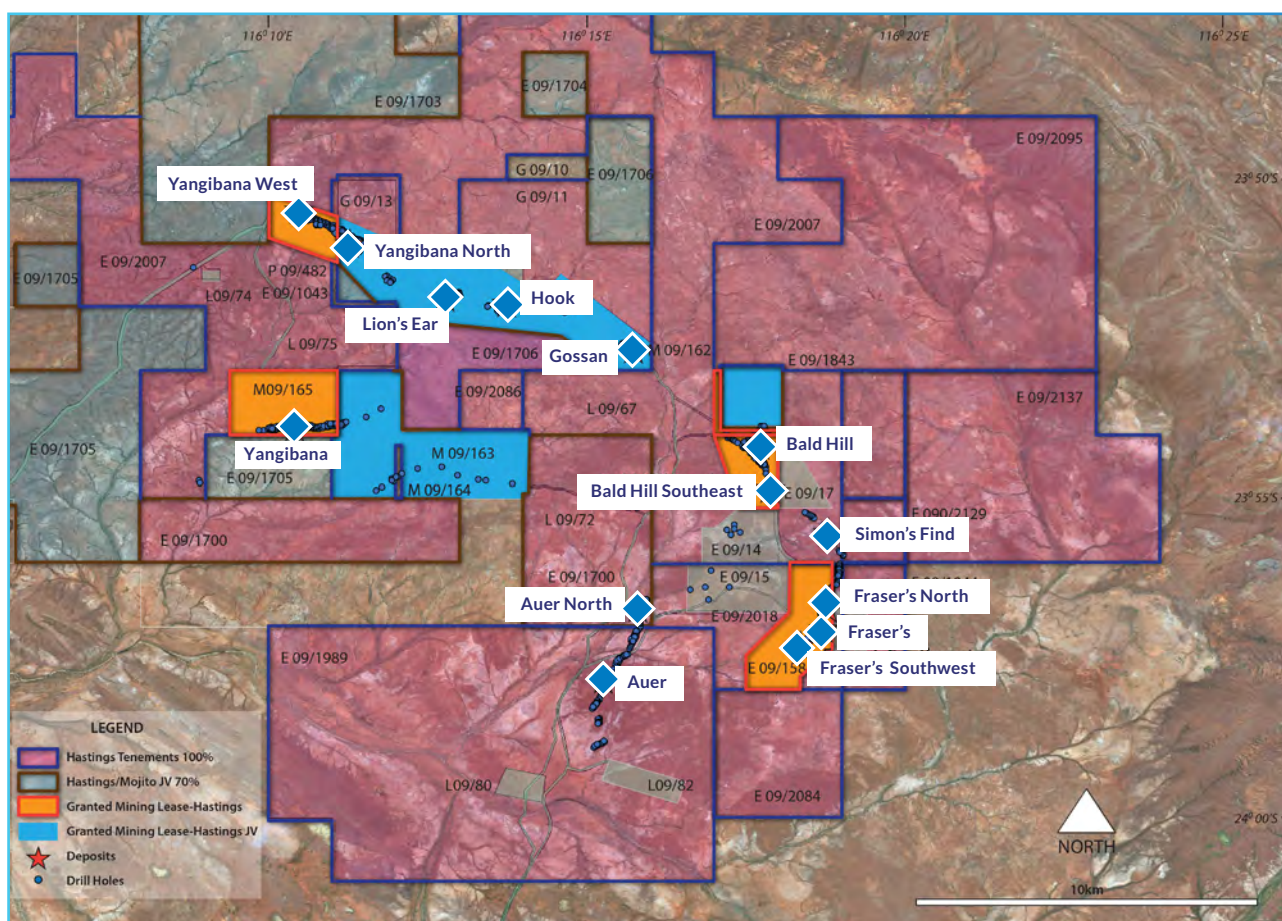 116° 10'E
116° 15'E
116° 20'E
116° 25'E
E 09/1703
E 09/1704
E 09/2095
G 09/10
E 09/1706
Yangibana West
23° 50'S
G 09/13
G 09/11
E 09/2007
Yangibana North
E 09/2007
E 09/1705
P 09/482
L09/74
E 09/1043
Hook
Lion's Ear
L 09/75
E 09/1706
Gossan
M 09/162
E 09/1843
M09/165
E 09/2086
L 09/67
E 09/2137
Yangibana
E 09/1705
Bald Hill
M 09/163
E 09/1705
M 09/164
Bald Hill Southeast
E 09/17
23° 55'S
L 09/72
E 090/2129
E 09/1700
Simon's Find
E 09/14
E 09/1700
E 09/15
Auer North
E 09/2018
Fraser's North
Fraser's
E 09/1989
E 09/158
Fraser's Southwest
Auer
LEGEND
Hastings Tenements 100%
Hastings/Mojito JV 70%
Granted Mining Lease-Hastings
Granted Mining Lease-Hastings JV
Deposits
Drill Holes
L09/80
L09/82
E 09/2084
24° 00'S
NORTH
10km